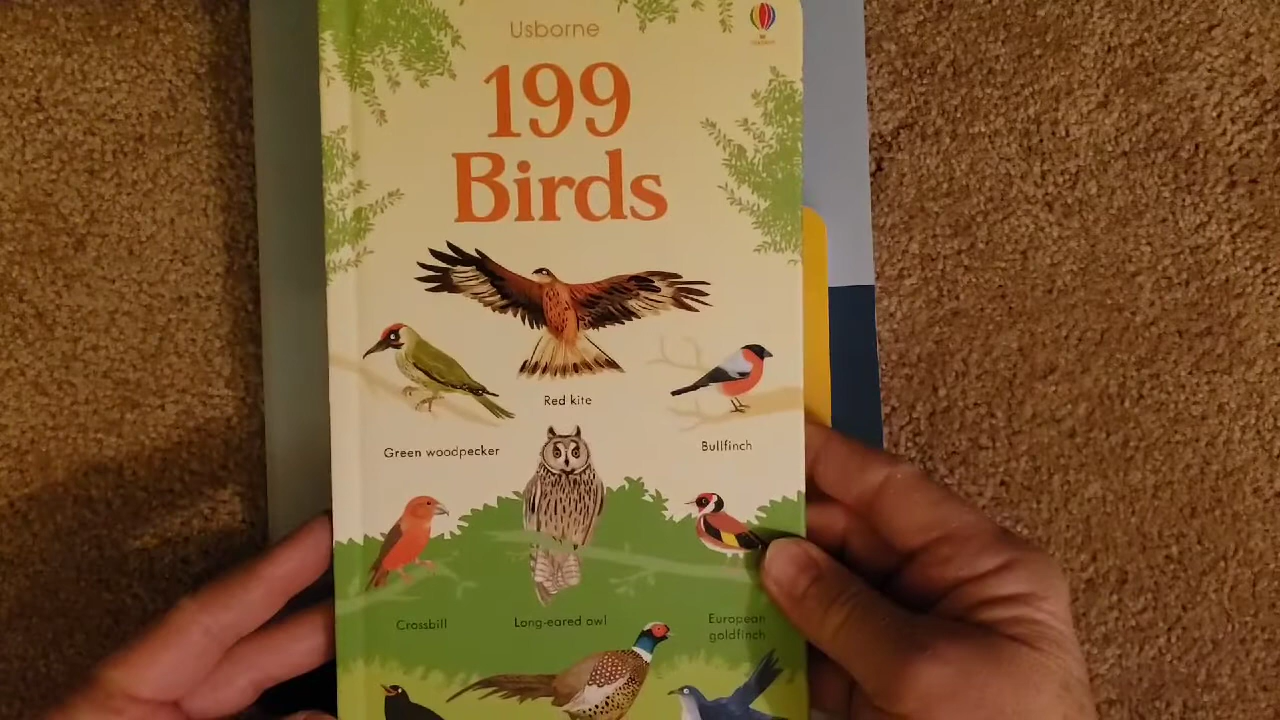 Usborne
199
Birds
Red kite
Green woodpecker
Bullfinch
Crossbill
Long-eared owl
European
goldfinch